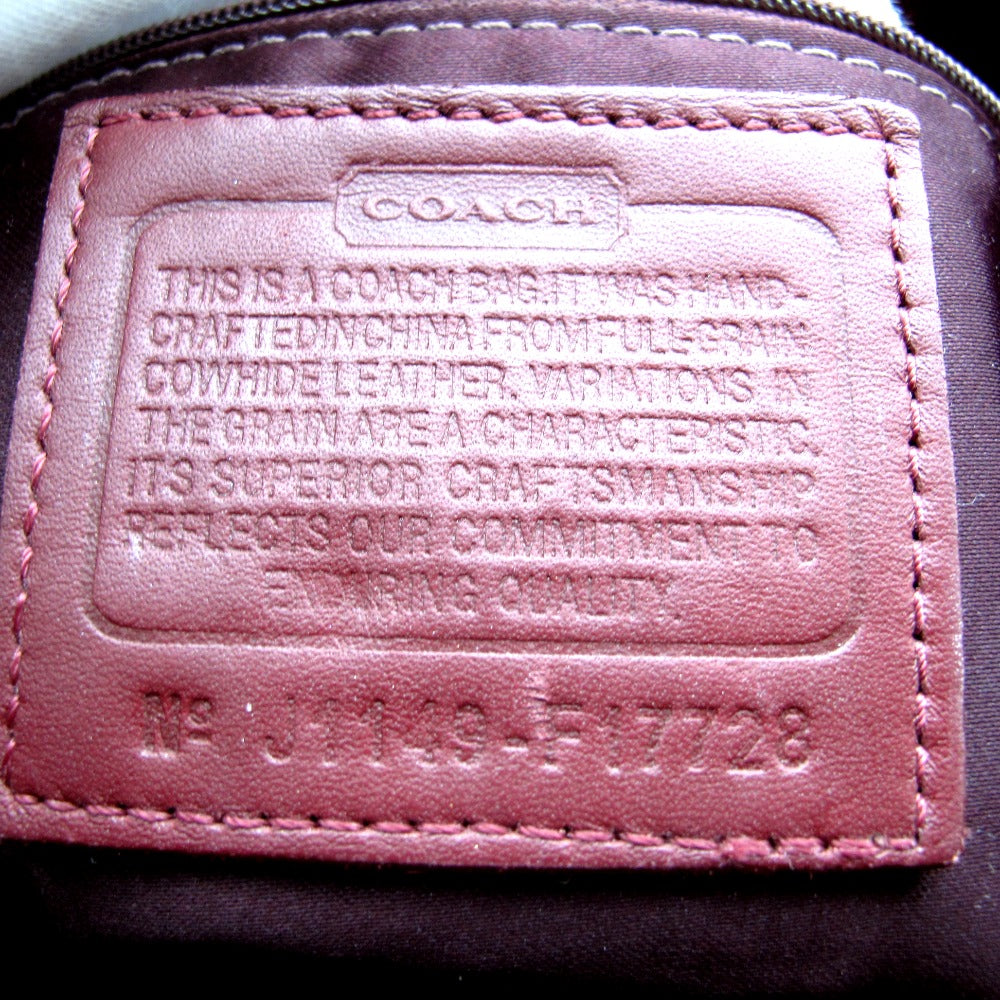 COACH
THIS IS A COACH BAG. IT WAS HAND-
CRAFTED IN CHINA FROM FULL-GRAIN
COWHIDE LEATHER. VARIATIONS IN
THE GRAIN ARE A CHARACTERISTIC.
ITS SUPERIOR CRAFTSMANSHIP
REFLECTS OUR COMMITMENT TO
ENDURING QUALITY.
Nº J1149-F17728